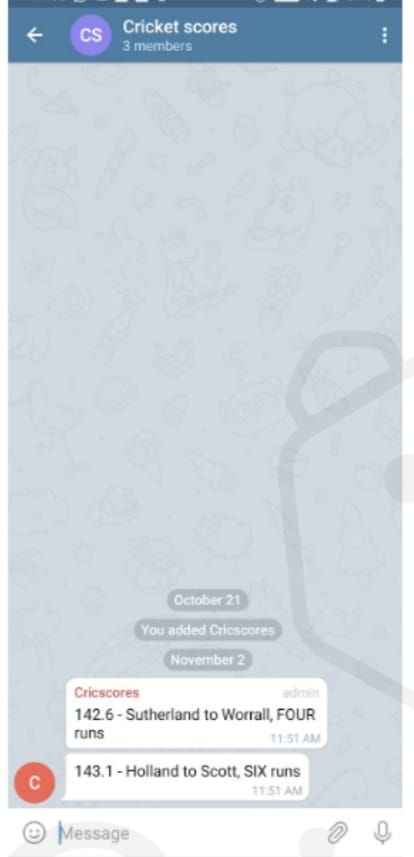 CS
Cricket scores
3 members
October 21
You added Cricscores
November 2
Cricscores admin
142.6 - Sutherland to Worrall, FOUR
runs
11:51 AM
C
143.1 - Holland to Scott, SIX runs
11:51 AM
Message